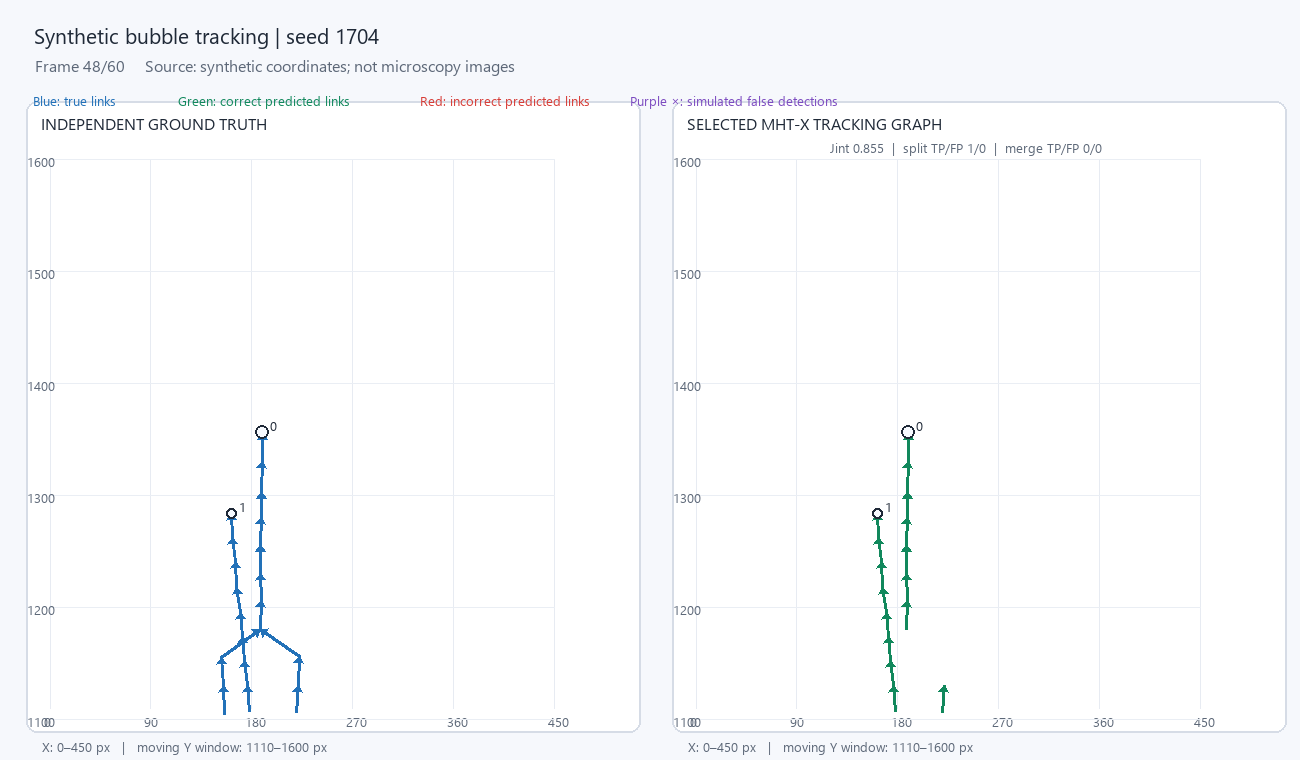 Synthetic bubble tracking | seed 1704
Frame 48/60 Source: synthetic coordinates; not microscopy images
Blue: true links Green: correct predicted links Red: incorrect predicted links Purple ×: simulated false detections
INDEPENDENT GROUND TRUTH
1600
1500
1400
1300
1200
1100
0 90 180 270 360 450
0
1
X: 0–450 px | moving Y window: 1110–1600 px
SELECTED MHT-X TRACKING GRAPH
Jint 0.855 | split TP/FP 1/0 | merge TP/FP 0/0
1600
1500
1400
1300
1200
1100
0 90 180 270 360 450
0
1
X: 0–450 px | moving Y window: 1110–1600 px